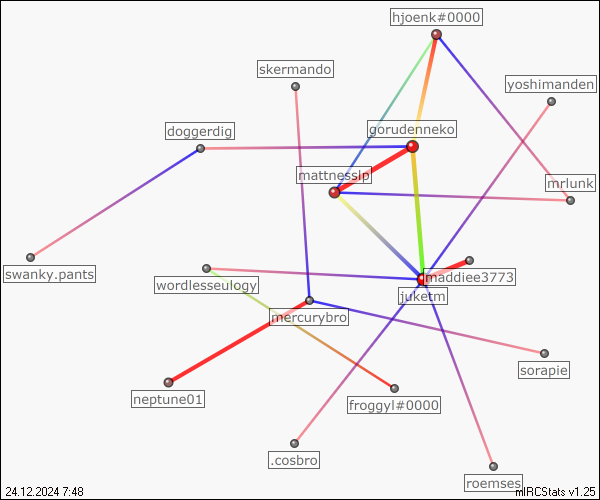 hjoenk#0000
skermando
yoshimanden
doggerdig
gorudenneko
mattnesslp
mrlunk
swanky.pants
maddiee3773
wordlesseulogy
juketm
mercurybro
sorapie
neptune01
froggyl#0000
.cosbro
roemses
24.12.2024 7:48
mIRCStats v1.25